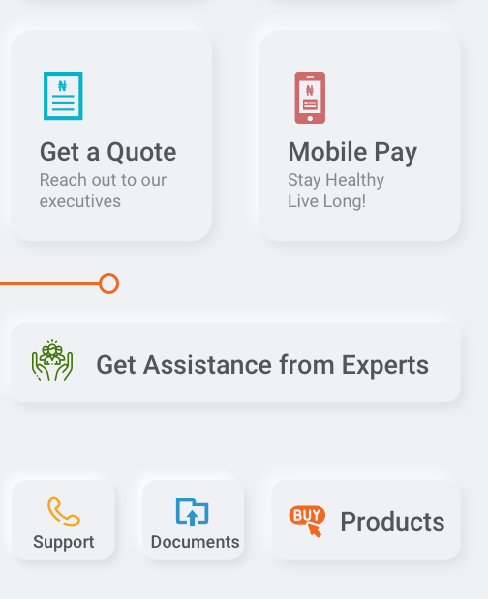 ₦
Get a Quote
Reach out to our
executives
₦
Mobile Pay
Stay Healthy
Live Long!
Get Assistance from Experts
Support
Documents
BUY
Products